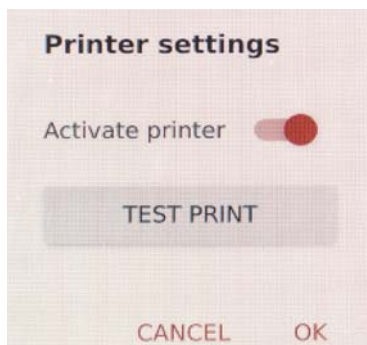 Printer settings
Activate printer
TEST PRINT
CANCEL OK